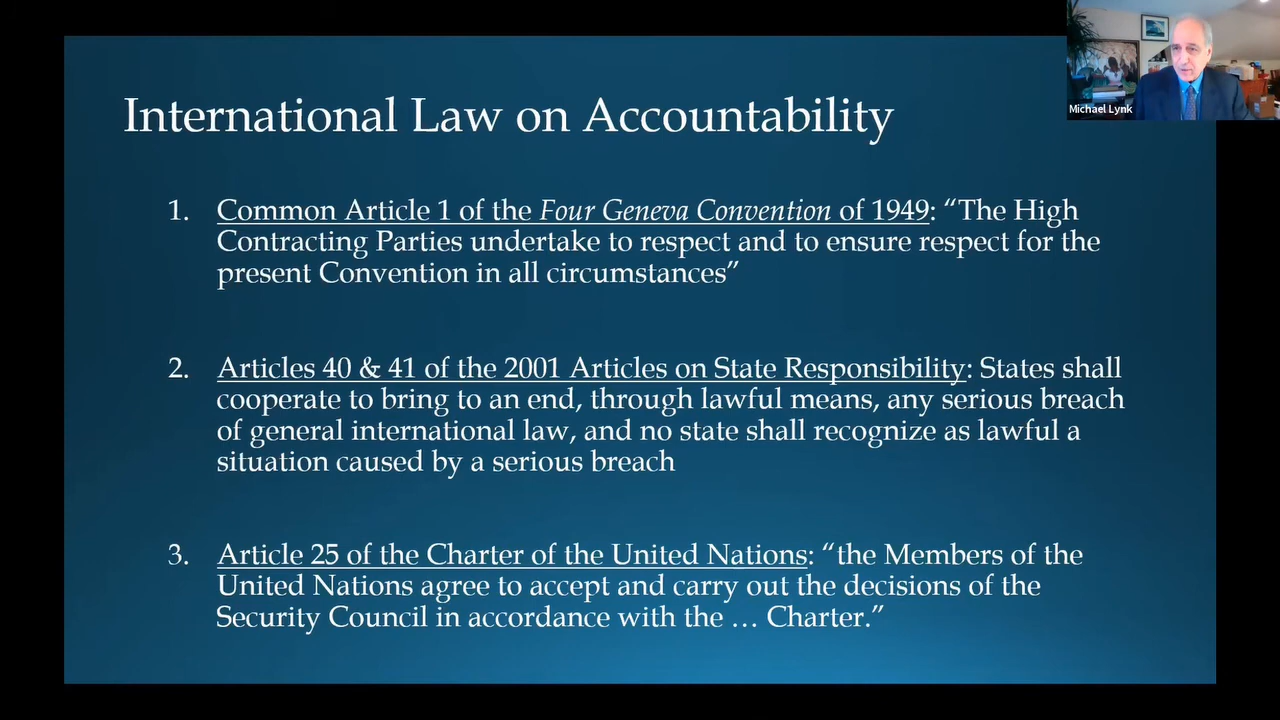 Michael Lynk
International Law on Accountability
1. Common Article 1 of the Four Geneva Convention of 1949: “The High
Contracting Parties undertake to respect and to ensure respect for the
present Convention in all circumstances”
2. Articles 40 & 41 of the 2001 Articles on State Responsibility: States shall
cooperate to bring to an end, through lawful means, any serious breach
of general international law, and no state shall recognize as lawful a
situation caused by a serious breach
3. Article 25 of the Charter of the United Nations: “the Members of the
United Nations agree to accept and carry out the decisions of the
Security Council in accordance with the … Charter.”